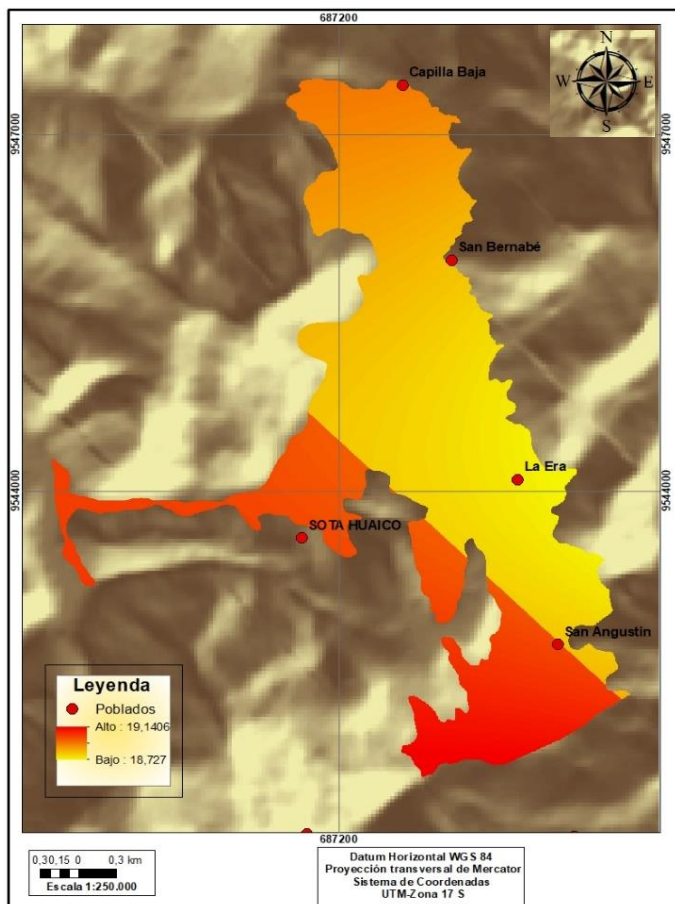 687200
N
W E
S
Capilla Baja
9547000
9547000
San Bernabé
La Era
9544000
9544000
SOTA HUAICO
San Angustin
Leyenda
Poblados
Alto : 19,1406
Bajo : 18,727
687200
0,30,15 0 0,3 km
Escala 1:250.000
Datum Horizontal WGS 84
Proyección transversal de Mercator
Sistema de Coordenadas
UTM-Zona 17 S